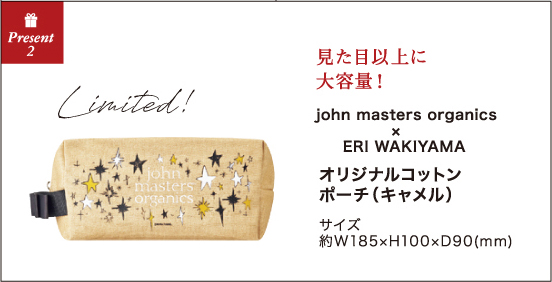 Present
2
Limited!
見た目以上に
大容量！
john masters organics
×
ERI WAKIYAMA
オリジナルコットン
ポーチ（キャメル）
サイズ
約W185×H100×D90(mm)
john
masters
organics